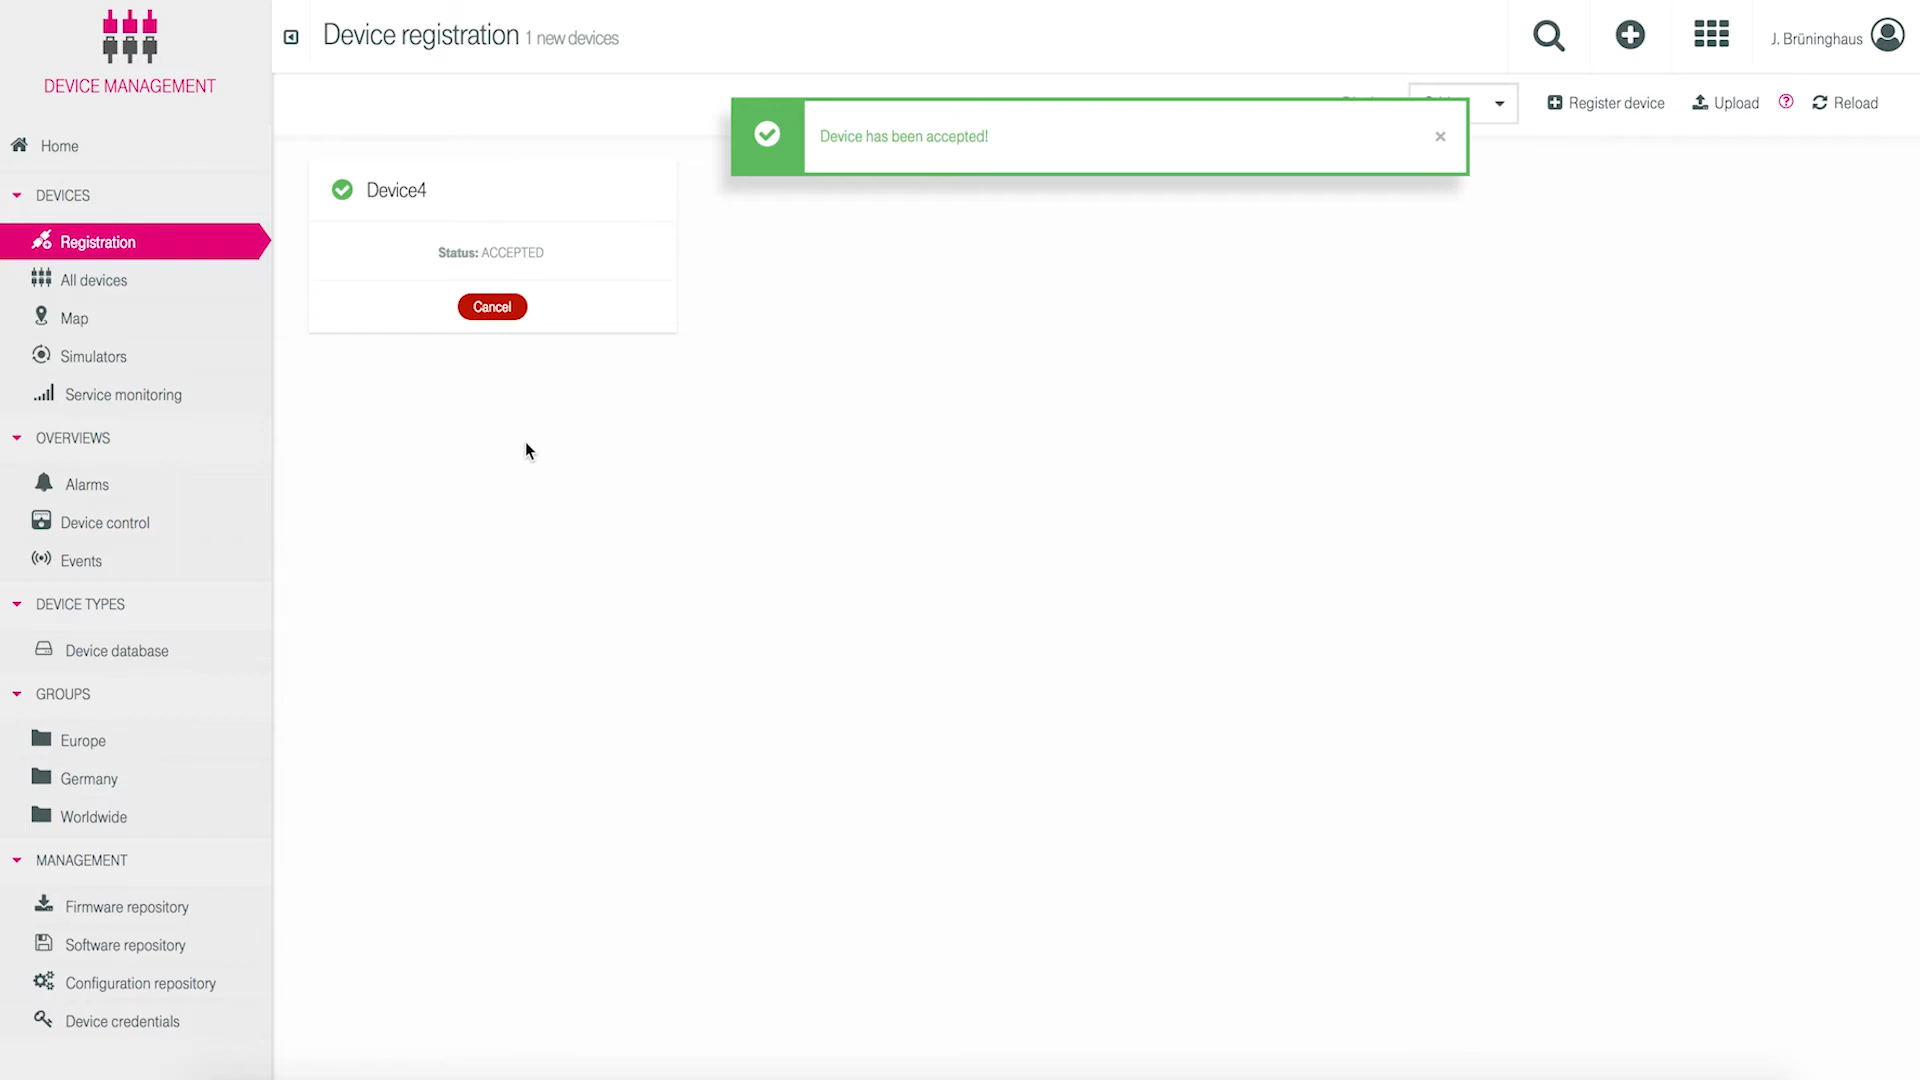 DEVICE MANAGEMENT
Home
DEVICES
Registration
All devices
Map
Simulators
Service monitoring
OVERVIEWS
Alarms
Device control
Events
DEVICE TYPES
Device database
GROUPS
Europe
Germany
Worldwide
MANAGEMENT
Firmware repository
Software repository
Configuration repository
Device credentials
Device registration 1 new devices
J. Brüninghaus
Register device
Upload
Reload
Device has been accepted!
Device4
Status: ACCEPTED
Cancel